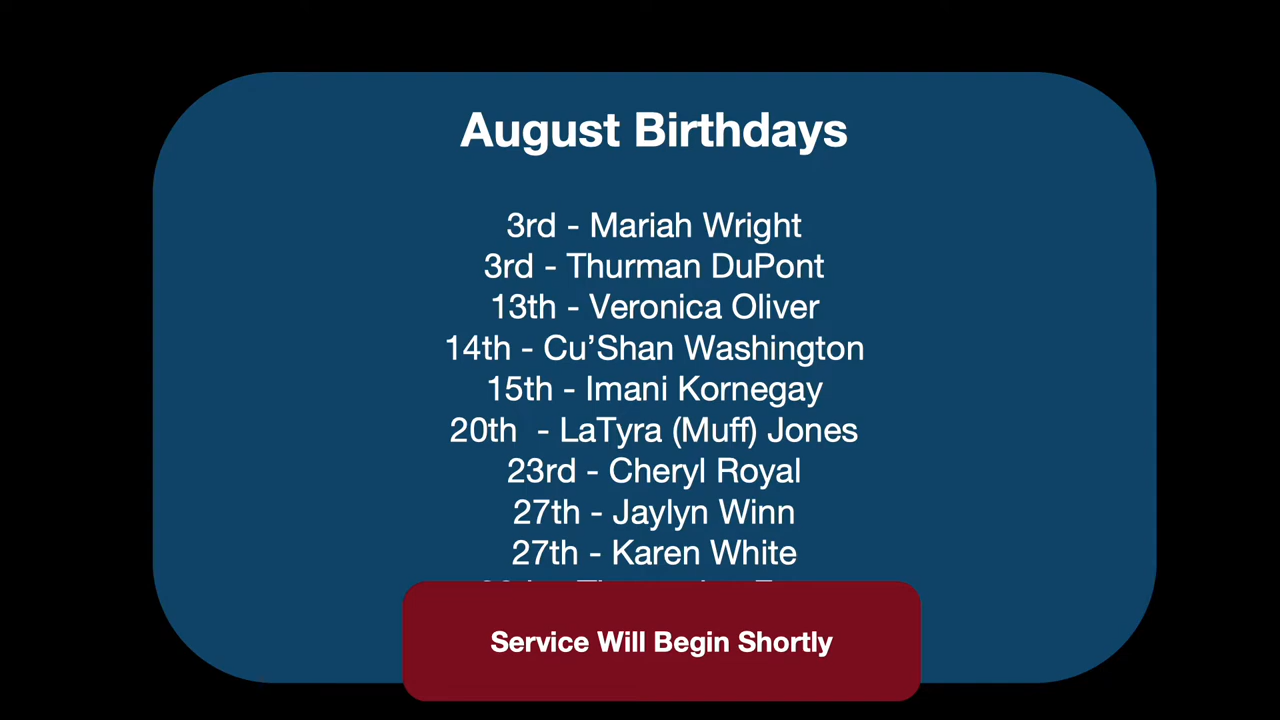 August Birthdays
3rd - Mariah Wright
3rd - Thurman DuPont
13th - Veronica Oliver
14th - Cu’Shan Washington
15th - Imani Kornegay
20th  - LaTyra (Muff) Jones
23rd - Cheryl Royal
27th - Jaylyn Winn
27th - Karen White
Service Will Begin Shortly